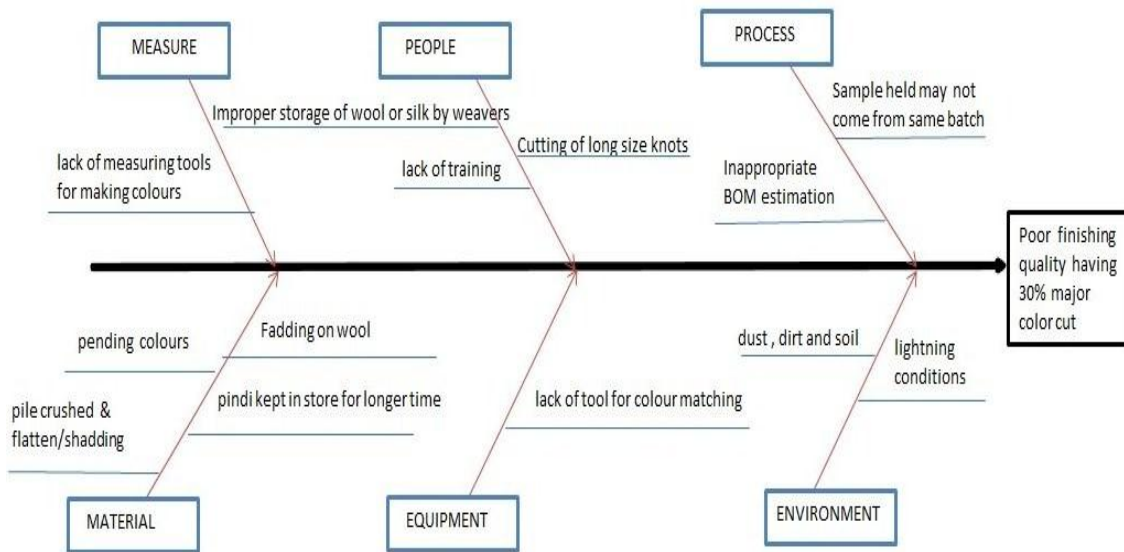 MEASURE
PEOPLE
PROCESS
Improper storage of wool or silk by weavers
lack of measuring tools
for making colours
Cutting of long size knots
lack of training
Sample held may not
come from same batch
Inappropriate
BOM estimation
Poor finishing
quality having
30% major
color cut
pending colours
Fadding on wool
pile crushed &
flatten/shadding
pindi kept in store for longer time
lack of tool for colour matching
dust , dirt and soil
lightning
conditions
MATERIAL
EQUIPMENT
ENVIRONMENT